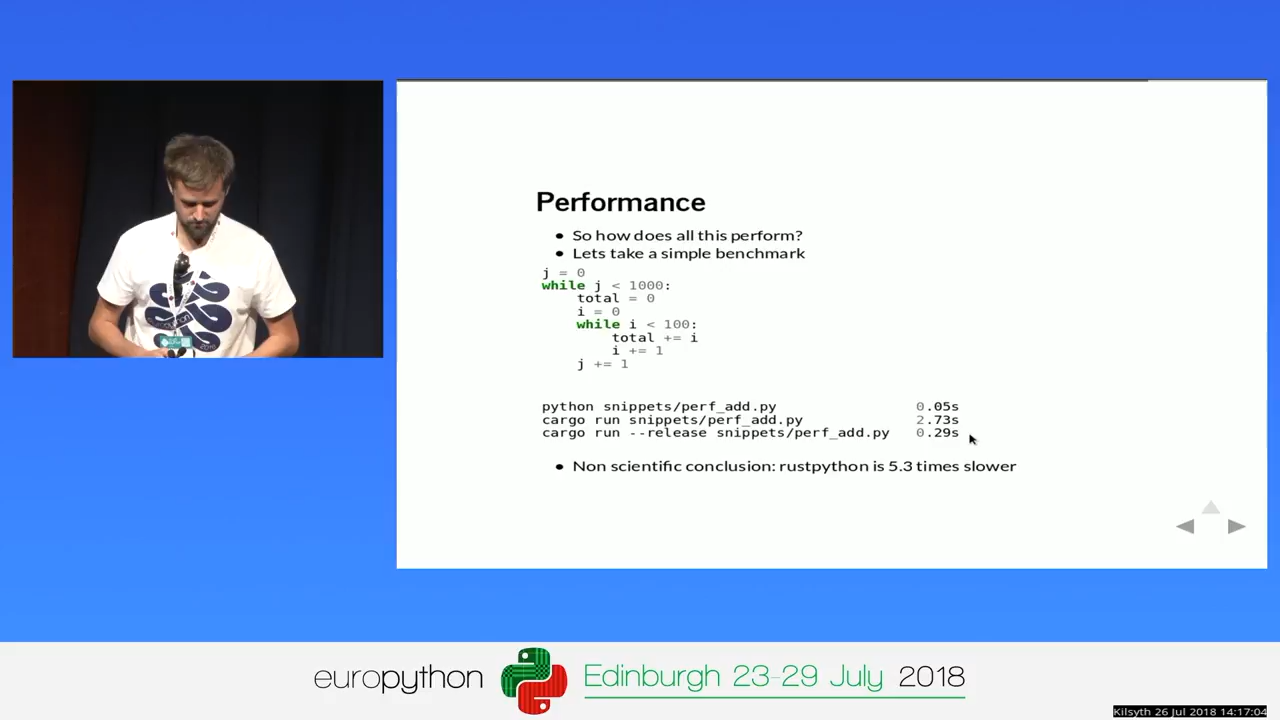 Performance
• So how does all this perform?
• Lets take a simple benchmark
j = 0
while j < 1000:
    total = 0
    i = 0
    while i < 100:
        total += i
        i += 1
    j += 1
python snippets/perf_add.py 0.05s
cargo run snippets/perf_add.py 2.73s
cargo run --release snippets/perf_add.py 0.29s
• Non scientific conclusion: rustpython is 5.3 times slower
europython Edinburgh 23-29 July 2018
Kilsyth 26 Jul 2018 14:17:04